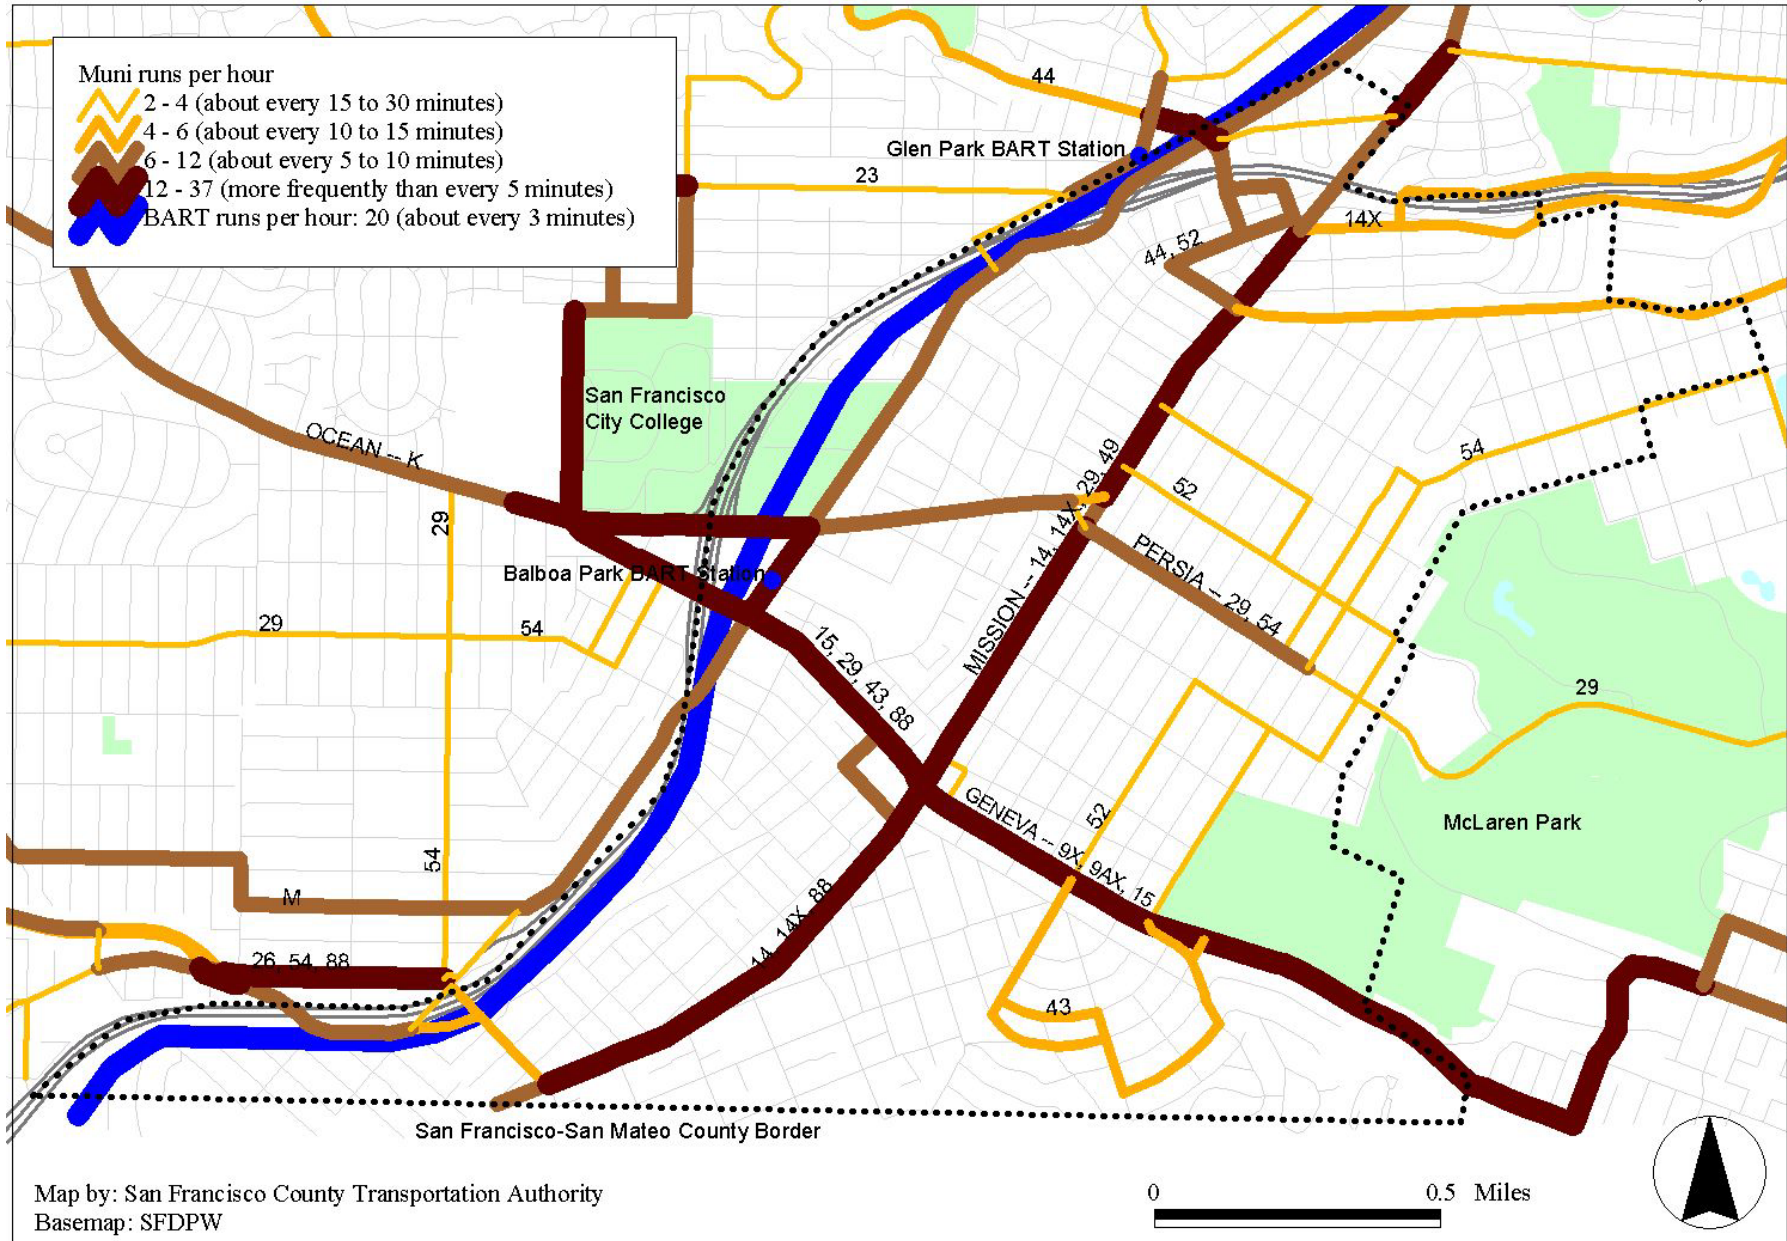 Muni runs per hour
2 - 4 (about every 15 to 30 minutes)
4 - 6 (about every 10 to 15 minutes)
6 - 12 (about every 5 to 10 minutes)
12 - 37 (more frequently than every 5 minutes)
BART runs per hour: 20 (about every 3 minutes)
44
Glen Park BART Station
23
14X
44, 52
San Francisco
City College
OCEAN -- K
29
MISSION -- 14, 14X, 29, 49
52
54
PERSIA -- 29, 54
Balboa Park BART Station
29
54
15, 29, 43, 88
29
GENEVA -- 9X, 9AX, 15
52
McLaren Park
54
M
26, 54, 88
14, 14X, 88
43
San Francisco-San Mateo County Border
Map by: San Francisco County Transportation Authority
Basemap: SFDPW
0 0.5 Miles